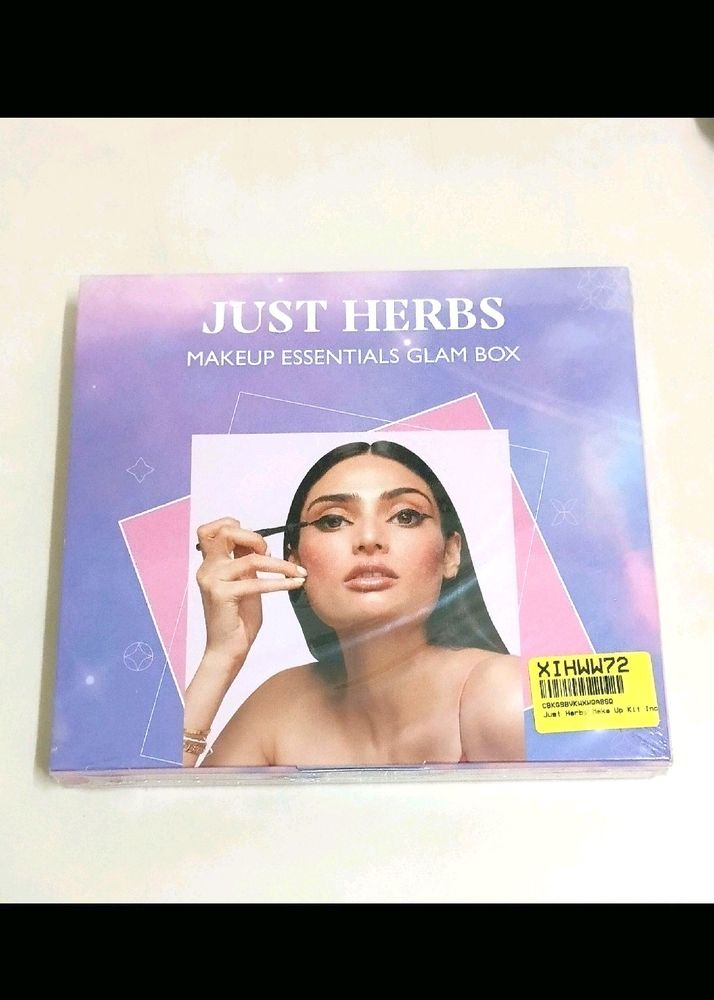 JUST HERBS
MAKEUP ESSENTIALS GLAM BOX
XIHWW72
Just Herbs Make Up Kit Inc